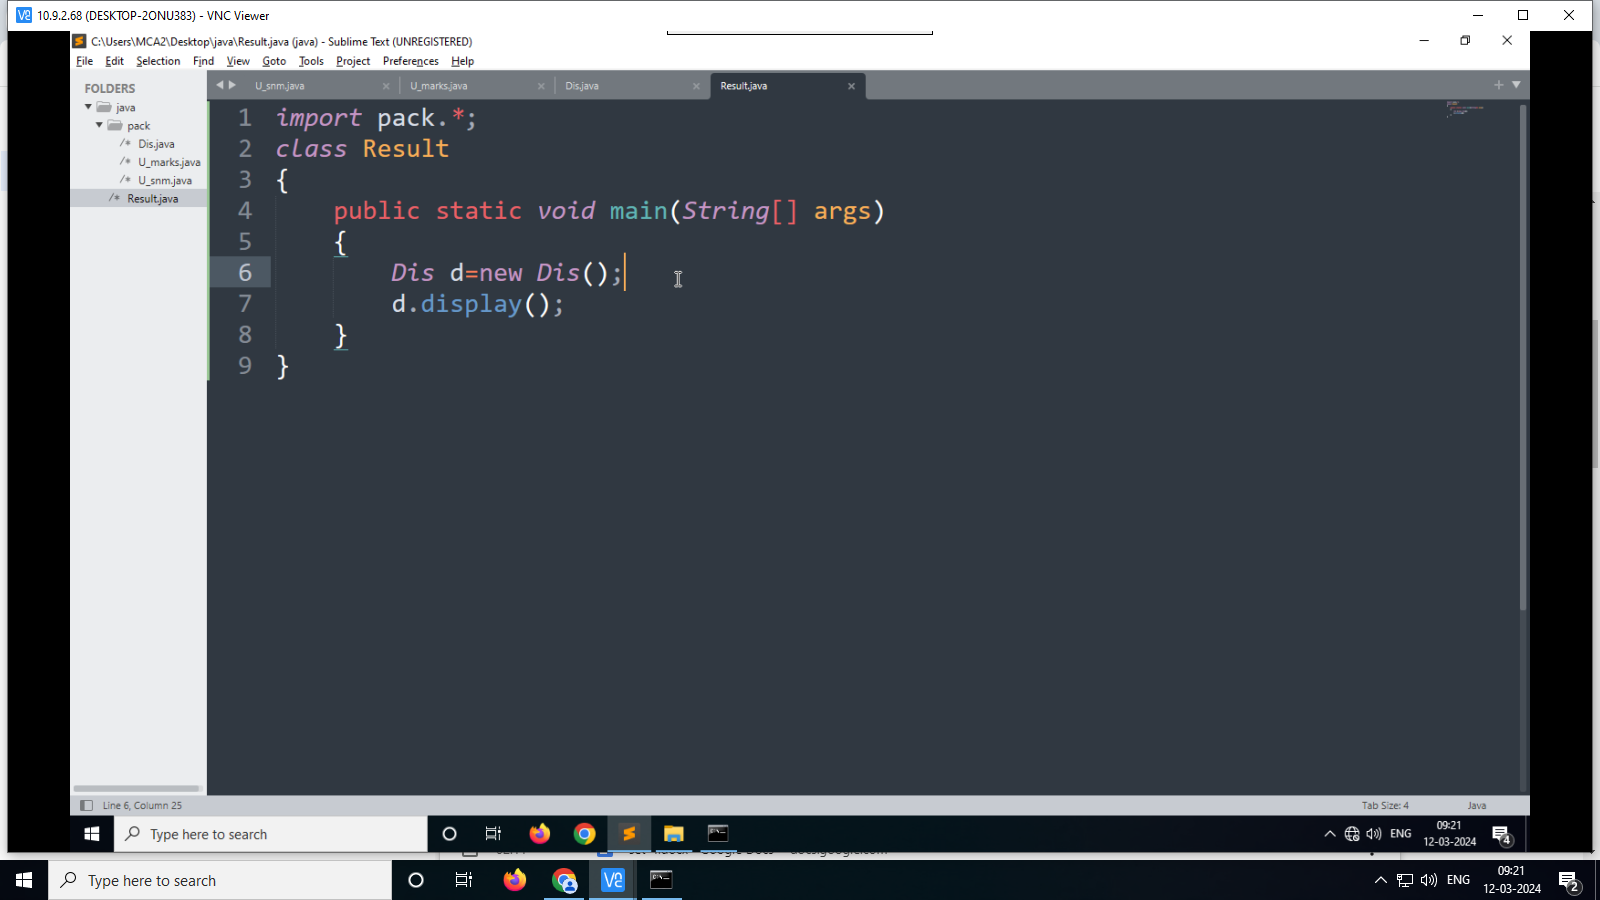 10.9.2.68 (DESKTOP-2ONU383) - VNC Viewer
C:\Users\MCA2\Desktop\java\Result.java (java) - Sublime Text (UNREGISTERED)
File Edit Selection Find View Goto Tools Project Preferences Help
FOLDERS
java
pack
/* Dis.java
/* U_marks.java
/* U_snm.java
/* Result.java
U_snm.java
U_marks.java
Dis.java
Result.java
1 import pack.*;
2 class Result
3 {
4 public static void main(String[] args)
5 {
6 Dis d=new Dis();
7 d.display();
8 }
9 }
Line 6, Column 25
Tab Size: 4
Java
Type here to search
ENG
09:21
12-03-2024
4
Type here to search
ENG
09:21
12-03-2024
2